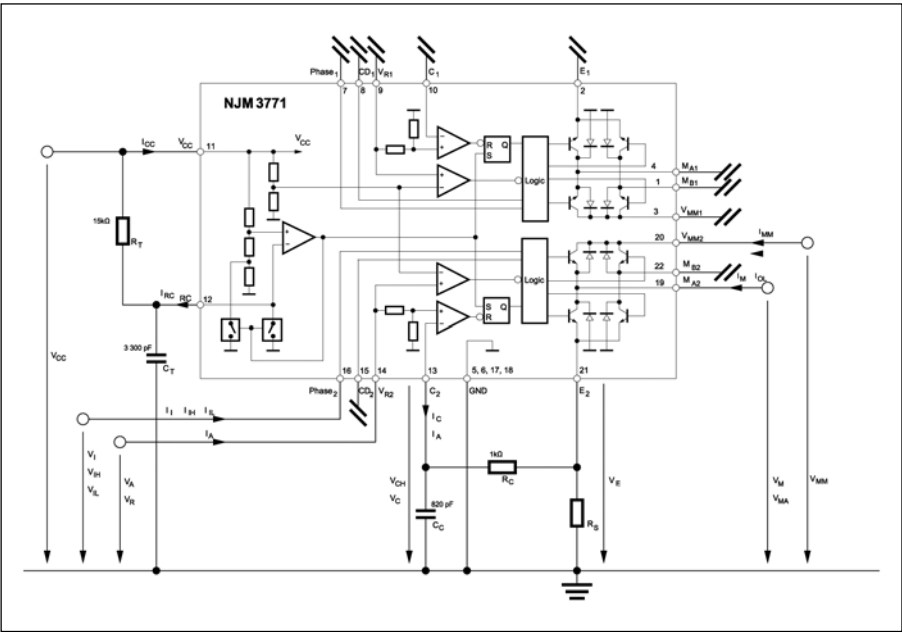 Phase1 CD1 VR1 C1 E1
7 8 9 10 2
NJM 3771
ICC VCC 11 VCC
+
−
R Q
S
−
+
Logic
4 MA1
1 MB1
3 VMM1
15kΩ
RT
+
−
20 VMM2 IMM
22 MB2
19 MA2 IM IOL
IRC RC 12
−
+
Logic
+
−
S Q
R
3 300 pF
CT
VCC
16 15 14 13 5, 6, 17, 18 21
Phase2 CD2 VR2 C2 GND E2
II IIH IIL
IC
IA
IA
1kΩ
RC
VI
VIH
VIL
VA
VR
VCH
VC
820 pF
CC
RS
VE
VM
VMA
VMM